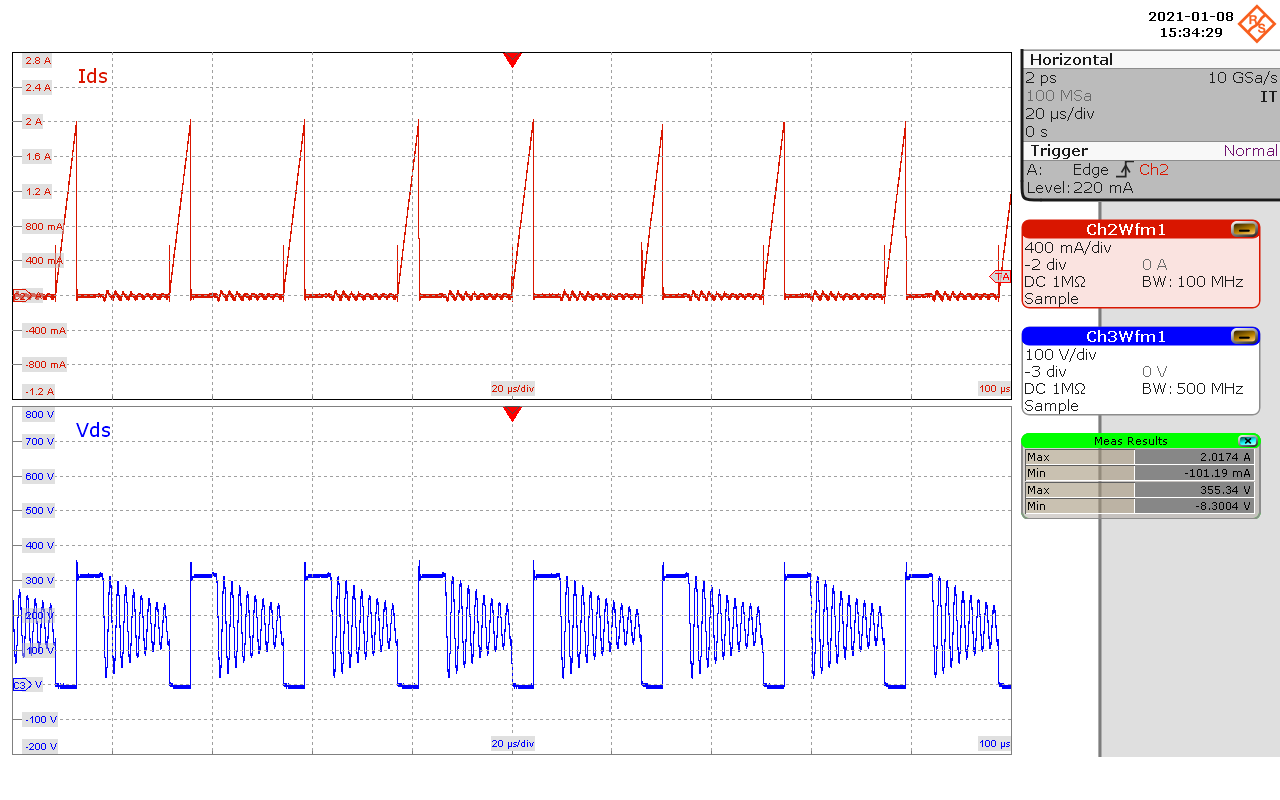 2021-01-08
15:34:29
R&S
2.8 A
Ids
2.4 A
2 A
1.6 A
1.2 A
800 mA
400 mA
TA
-400 mA
-800 mA
-1.2 A
20 µs/div
100 µs
800 V
Vds
700 V
600 V
500 V
400 V
300 V
200 V
100 V
C3 V
-100 V
-200 V
20 µs/div
100 µs
Horizontal
2 ps 10 GSa/s
100 MSa IT
20 µs/div
0 s
Trigger Normal
A: Edge Ch2
Level: 220 mA
Ch2Wfm1
400 mA/div
-2 div 0 A
DC 1MΩ BW: 100 MHz
Sample
Ch3Wfm1
100 V/div
-3 div 0 V
DC 1MΩ BW: 500 MHz
Sample
Meas Results
Max 2.0174 A
Min -101.19 mA
Max 355.34 V
Min -8.3004 V